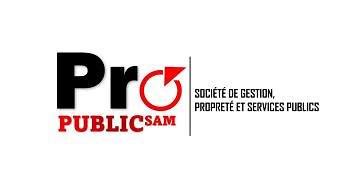 Pro
PUBLICSAM
SOCIÉTÉ DE GESTION,
PROPRETÉ ET SERVICES PUBLICS